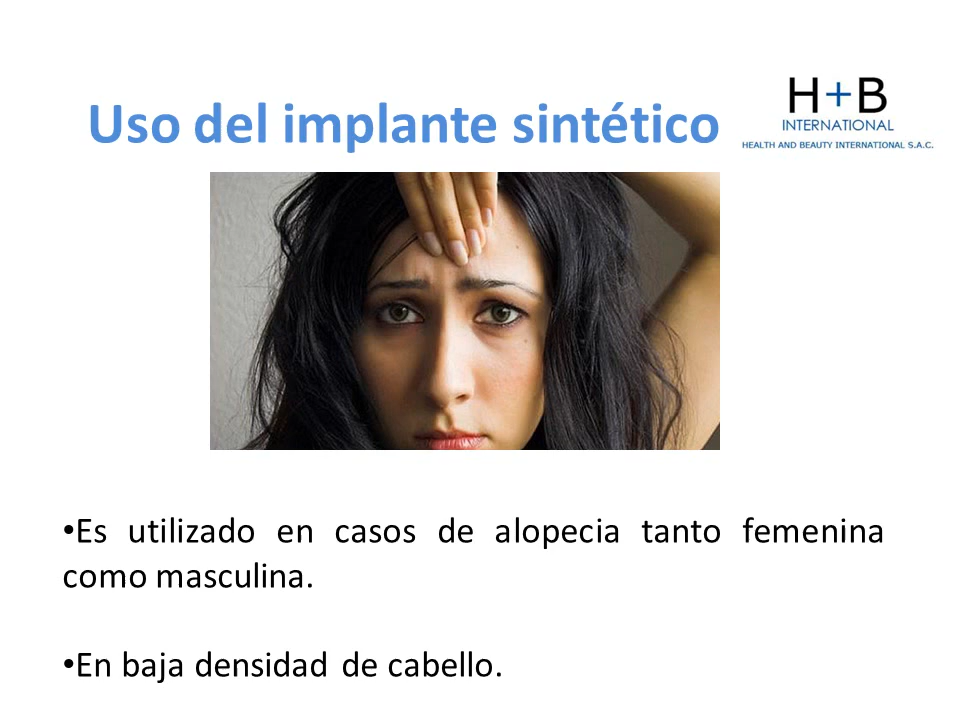 Uso del implante sintético
H+B
INTERNATIONAL
HEALTH AND BEAUTY INTERNATIONAL S.A.C.
•Es utilizado en casos de alopecia tanto femenina
como masculina.
•En baja densidad de cabello.